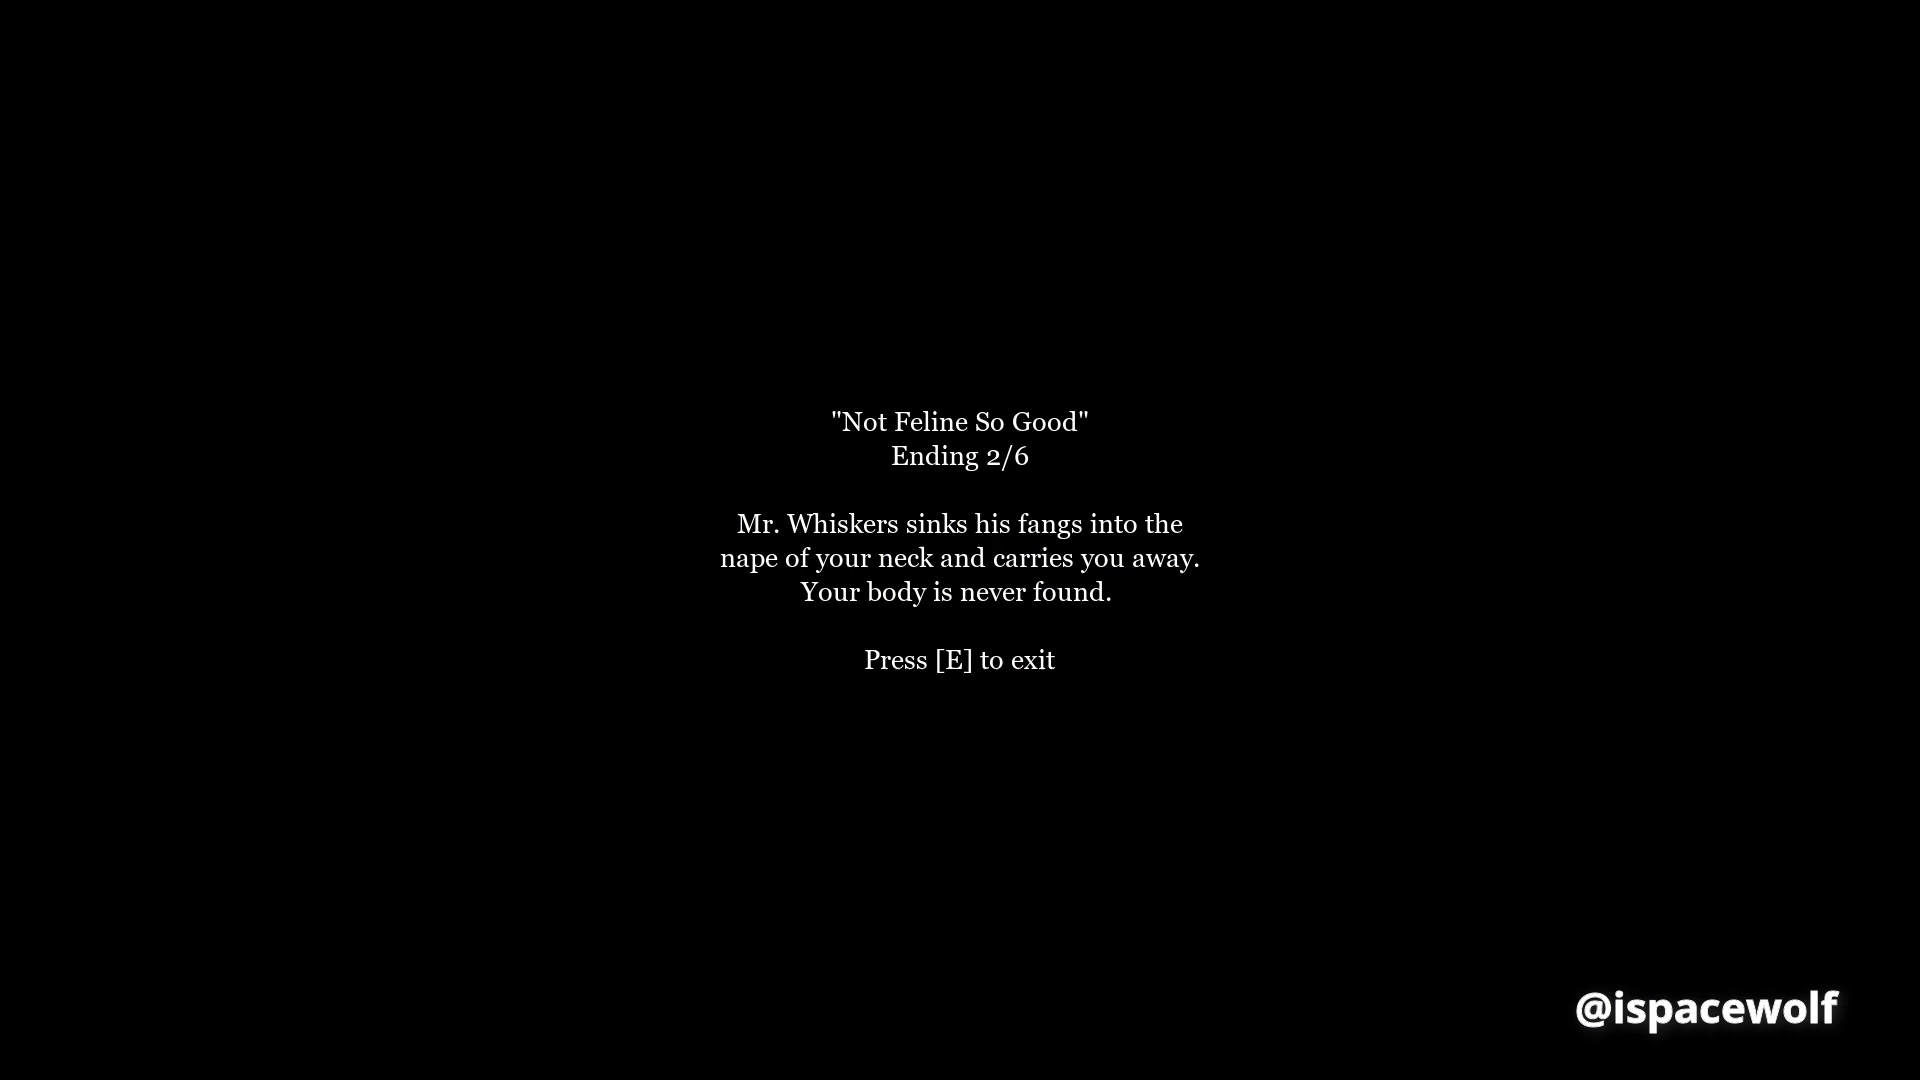 "Not Feline So Good"
Ending 2/6
Mr. Whiskers sinks his fangs into the
nape of your neck and carries you away.
Your body is never found.
Press [E] to exit
@ispacewolf